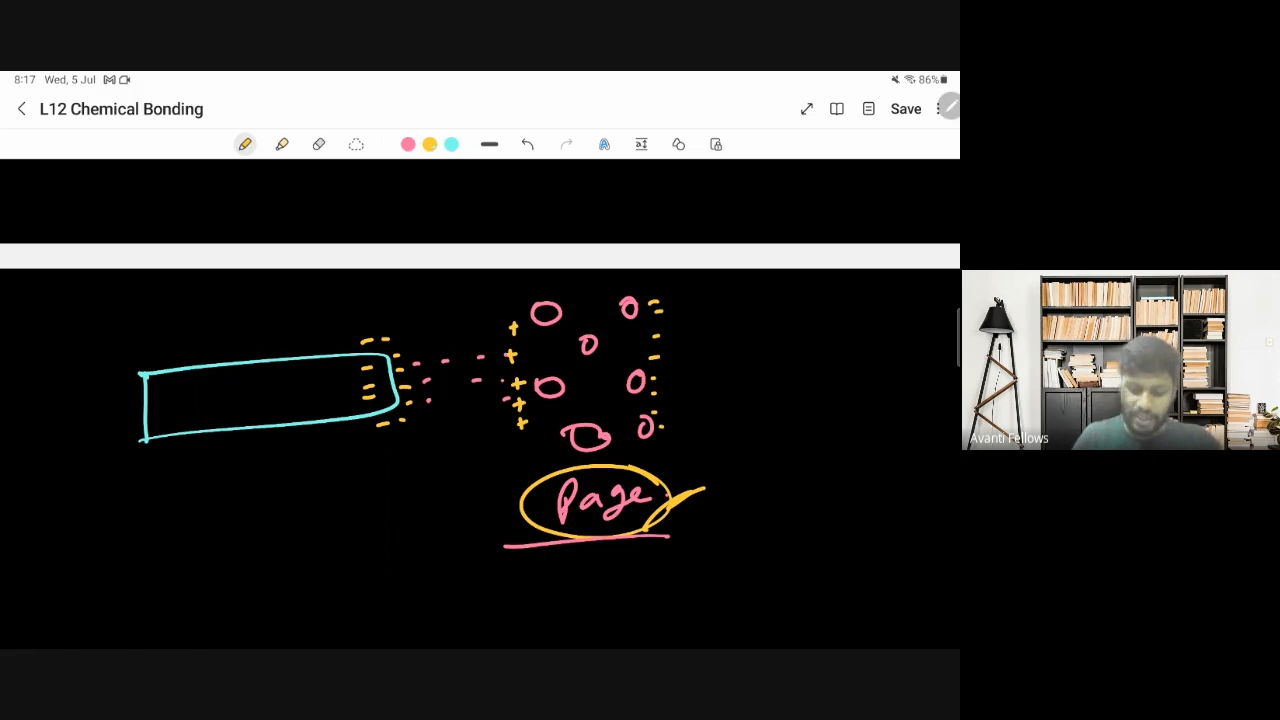 8:17 Wed, 5 Jul
86%
L12 Chemical Bonding
Save
Page
Avanti Fellows